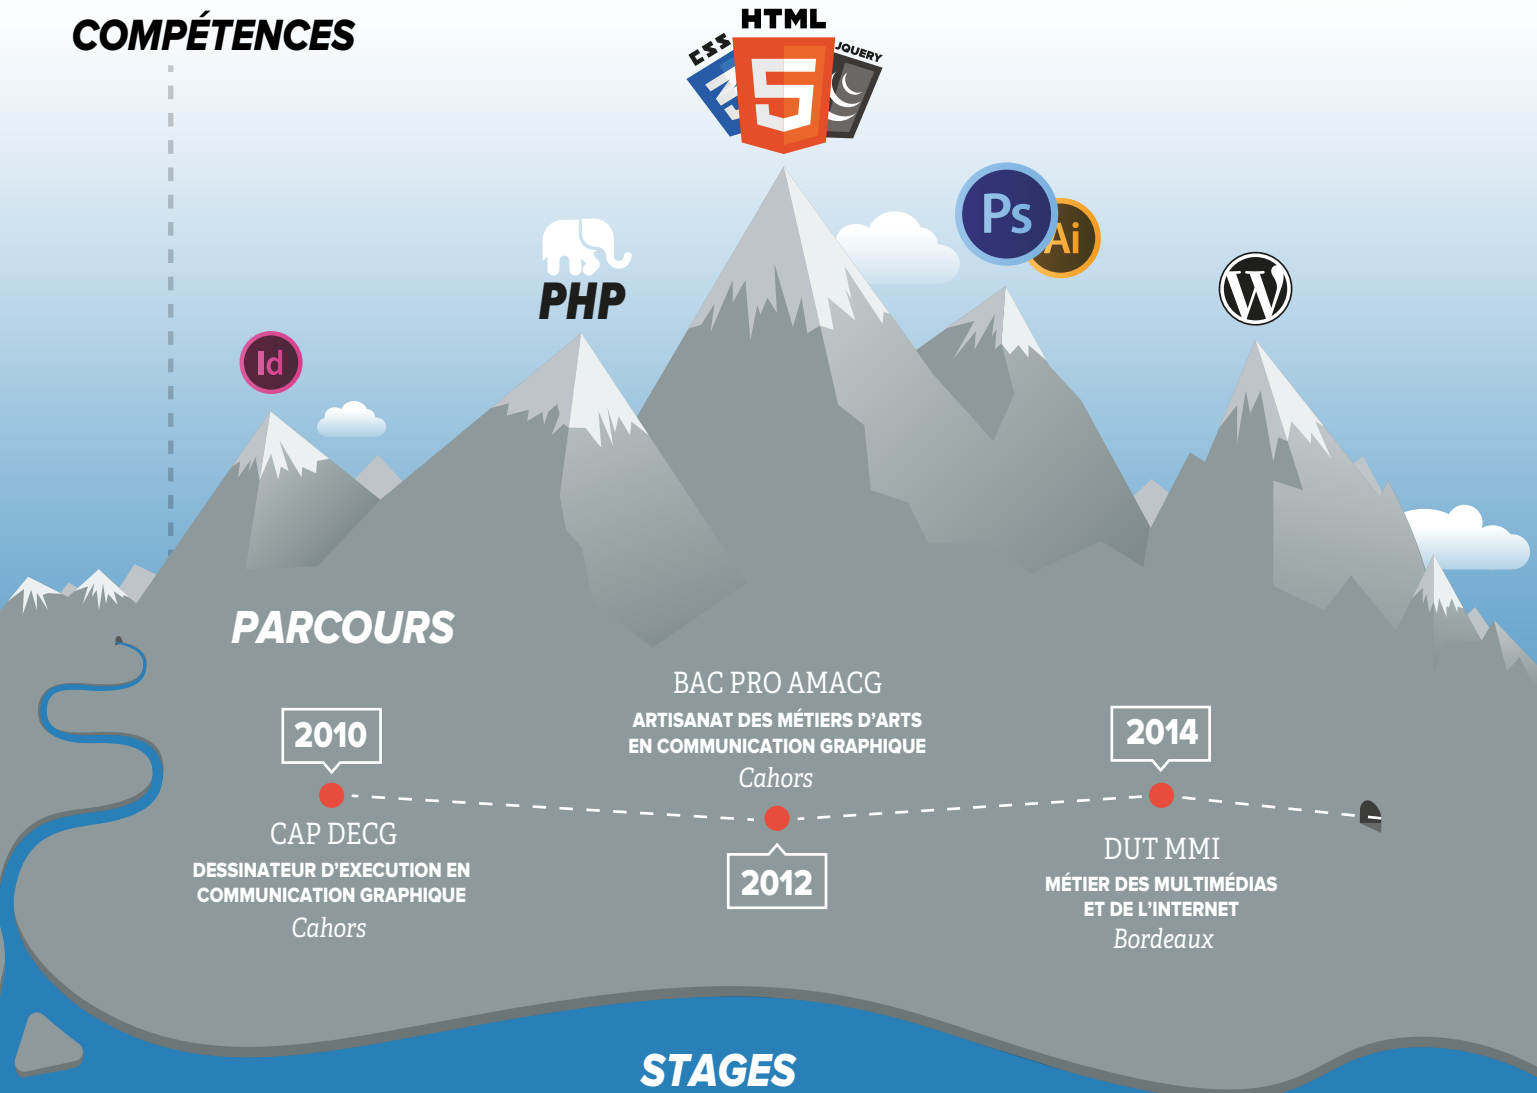 COMPÉTENCES
HTML
CSS
JQUERY
5
Ps
Ai
PHP
W
Id
PARCOURS
BAC PRO AMACG
ARTISANAT DES MÉTIERS D'ARTS
EN COMMUNICATION GRAPHIQUE
Cahors
2010
2014
CAP DECG
DESSINATEUR D'EXECUTION EN
COMMUNICATION GRAPHIQUE
Cahors
2012
DUT MMI
MÉTIER DES MULTIMÉDIAS
ET DE L'INTERNET
Bordeaux
STAGES